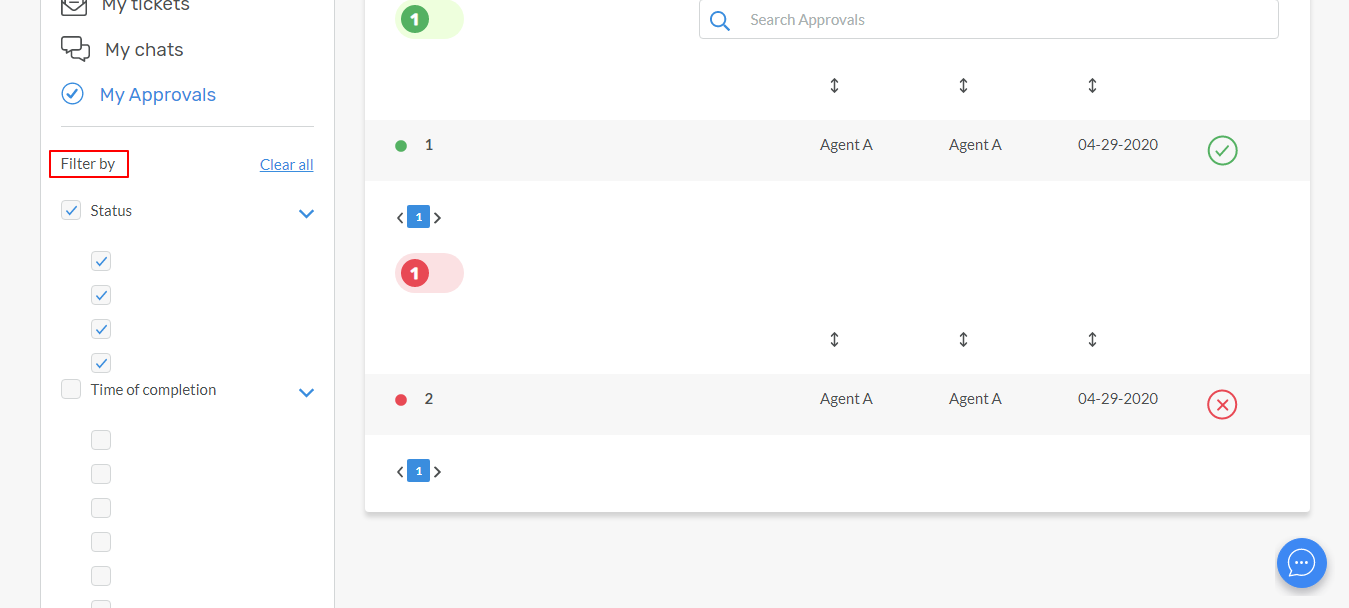 My tickets
My chats
My Approvals
Filter by
Clear all
Status
Time of completion
1
Search Approvals
1 Agent A Agent A 04-29-2020
1
1
2 Agent A Agent A 04-29-2020
1